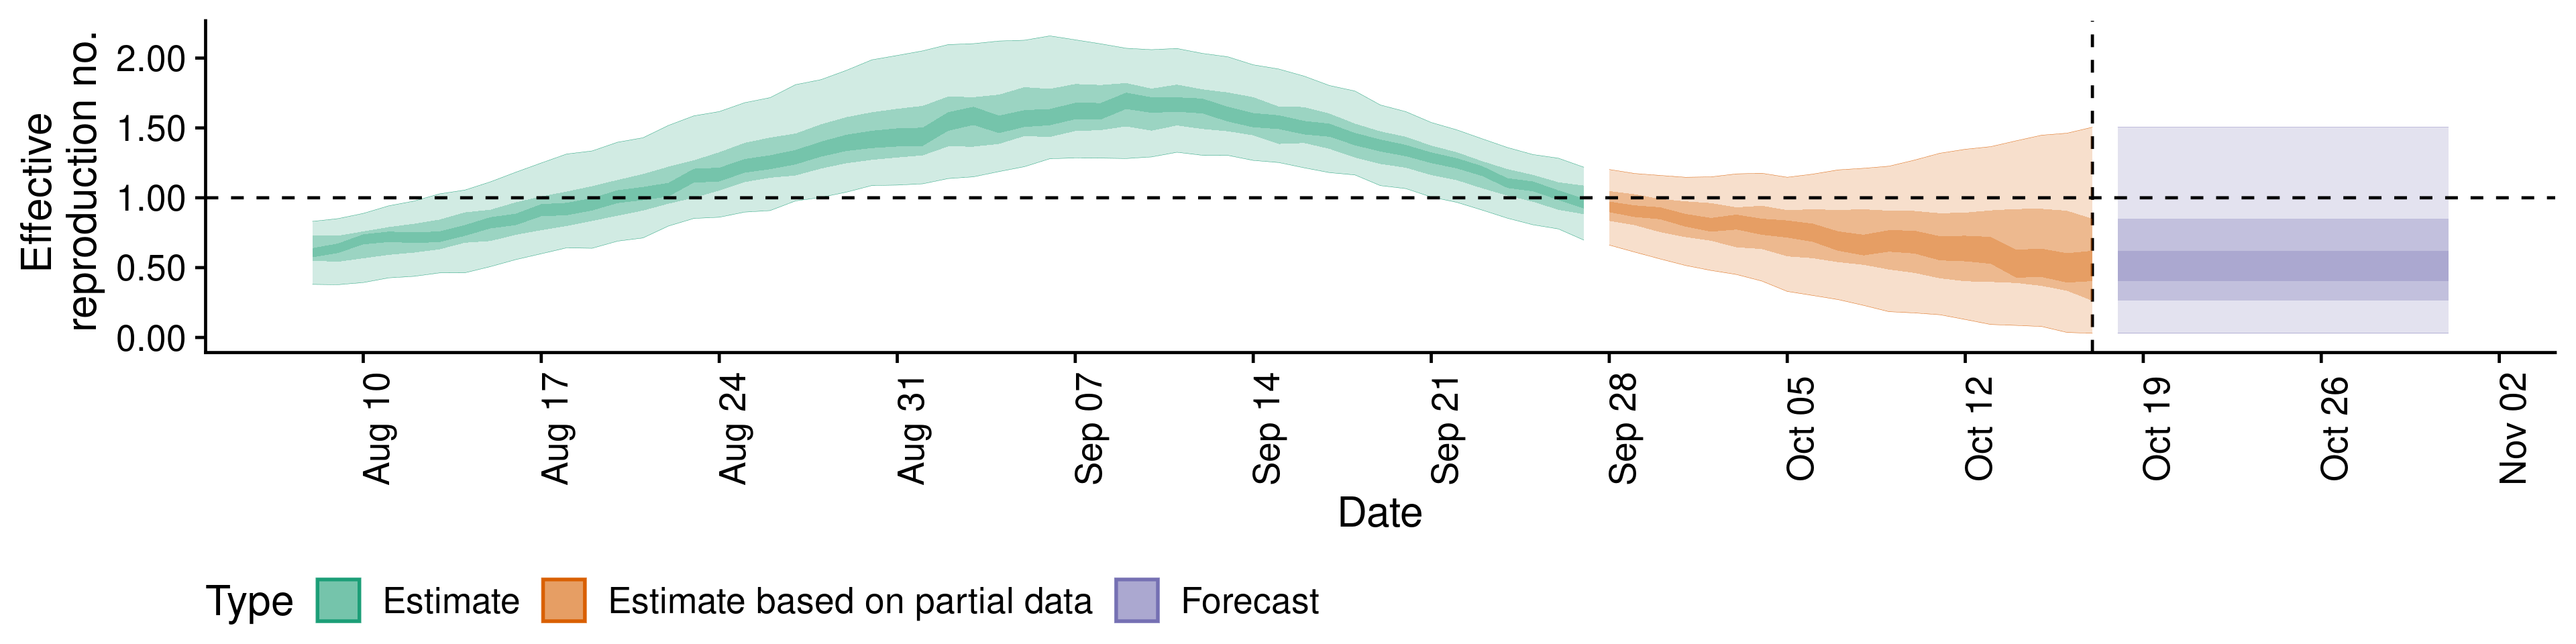 Effective
reproduction no.
2.00
1.50
1.00
0.50
0.00
Aug 10
Aug 17
Aug 24
Aug 31
Sep 07
Sep 14
Sep 21
Sep 28
Oct 05
Oct 12
Oct 19
Oct 26
Nov 02
Date
Type Estimate Estimate based on partial data Forecast